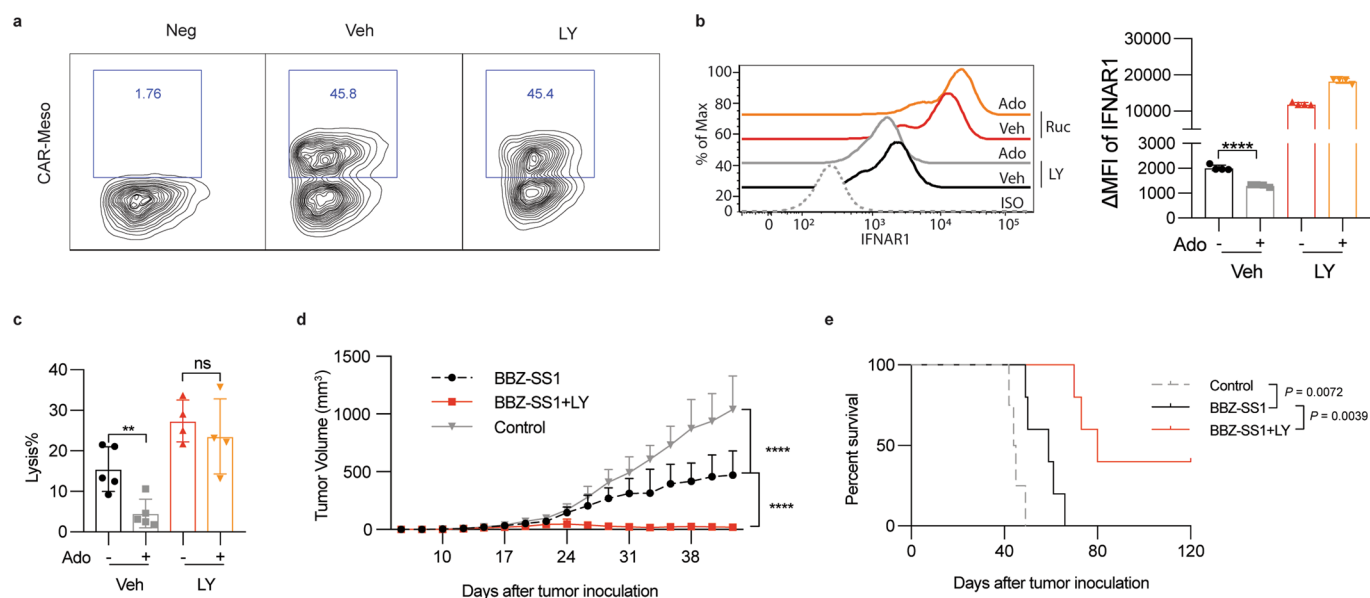 a
Neg
Veh
LY
CAR-Meso
1.76
45.8
45.4
b
% of Max
100
80
60
40
20
0
0
10²
10³
10⁴
10⁵
IFNAR1
Ado
Veh
Ruc
Ado
Veh
LY
ISO
ΔMFI of IFNAR1
30000
20000
10000
3000
2000
1000
0
****
Ado - + - +
Veh LY
c
Lysis%
40
30
20
10
0
**
ns
Ado - + - +
Veh LY
d
Tumor Volume (mm³)
1500
1000
500
0
BBZ-SS1
BBZ-SS1+LY
Control
****
****
10 17 24 31 38
Days after tumor inoculation
e
Percent survival
100
50
0
0 40 80 120
Days after tumor inoculation
Control
BBZ-SS1
BBZ-SS1+LY
P = 0.0072
P = 0.0039